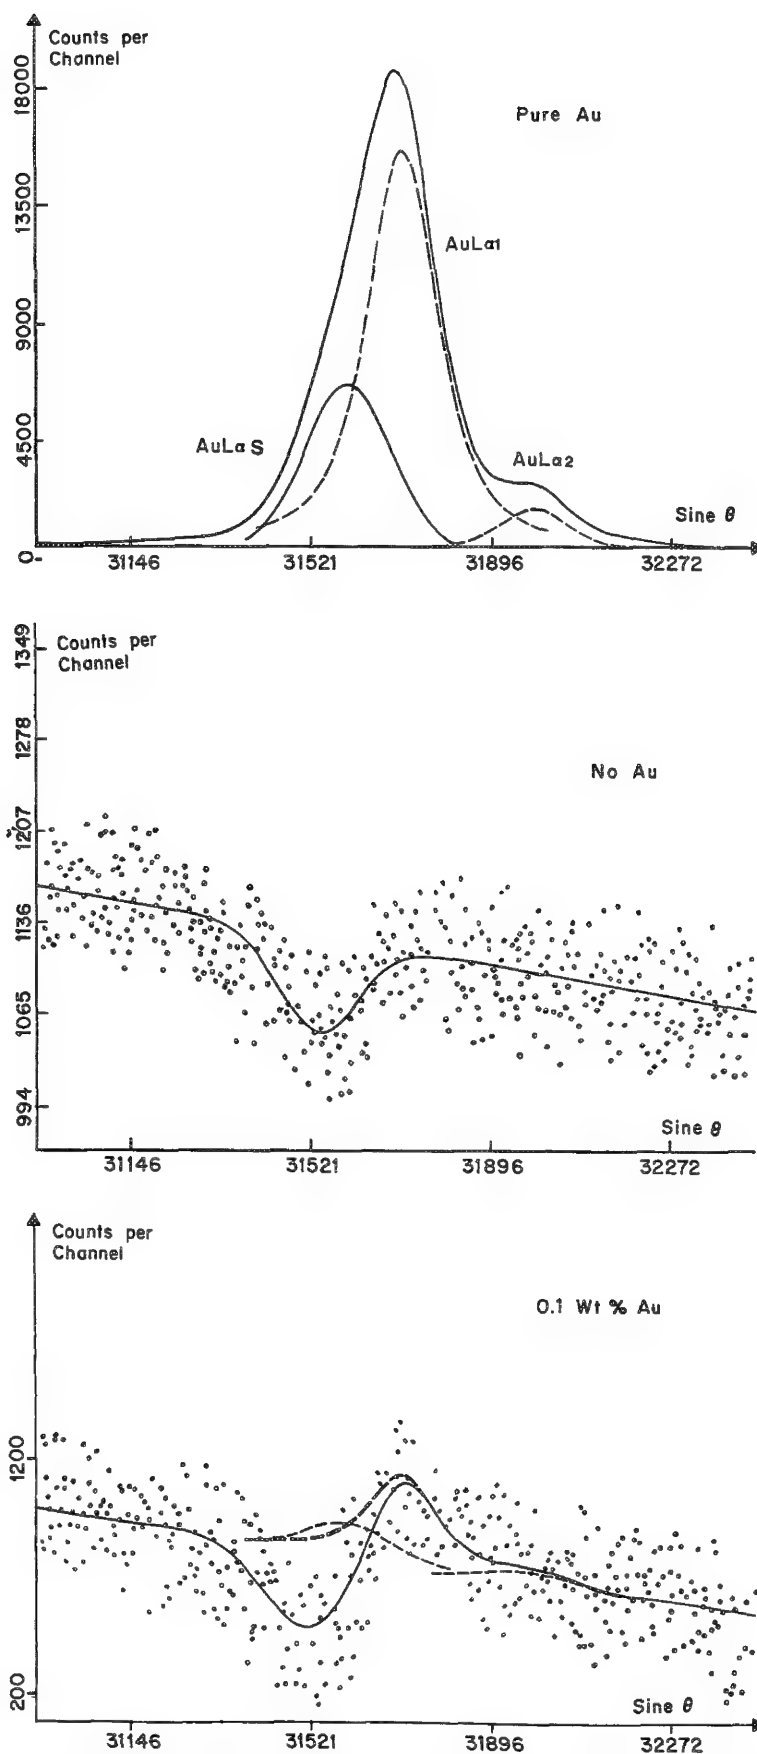 Counts per
Channel
18000
13500
9000
4500
0
Pure Au
AuLα1
AuLα S
AuLα2
Sine θ
31146 31521 31896 32272
Counts per
Channel
1349
1278
1207
1136
1065
994
No Au
Sine θ
31146 31521 31896 32272
Counts per
Channel
0.1 Wt % Au
1200
200
Sine θ
31146 31521 31896 32272